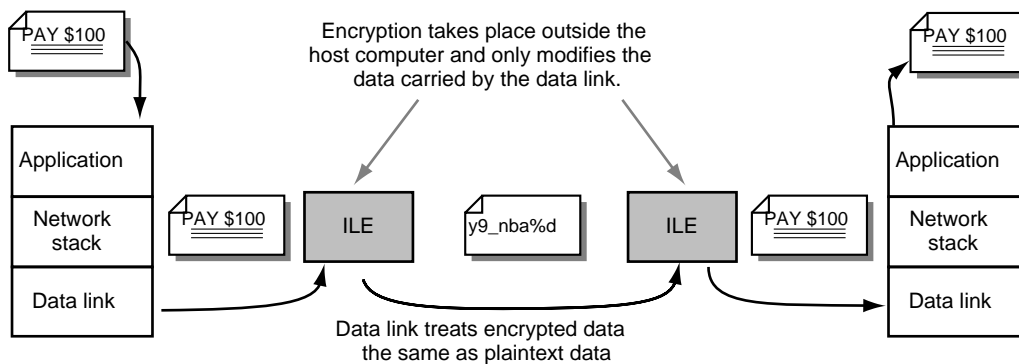 PAY $100
Encryption takes place outside the
host computer and only modifies the
data carried by the data link.
PAY $100
Application
Network
stack
Data link
PAY $100
ILE
y9_nba%d
ILE
PAY $100
Application
Network
stack
Data link
Data link treats encrypted data
the same as plaintext data